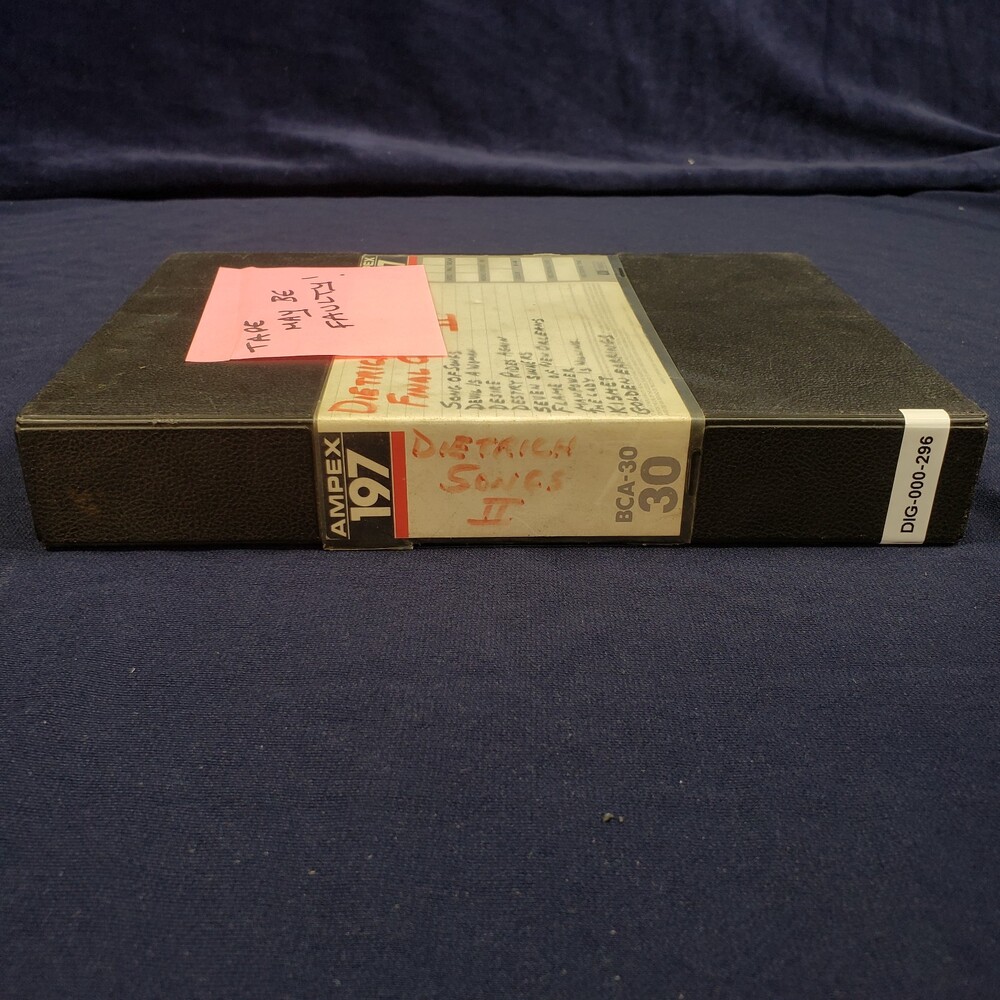 TAPE
MAY BE
FAULTY!
AMPEX
DIETRICH
FINAL
II
SONG OF SONGS
DEVIL IS A WOMAN
DESIRE
DESTRY RIDES AGAIN
SEVEN SINNERS
FLAME OF NEW ORLEANS
MANPOWER
THE LADY IS WILLING
KISMET
GOLDEN EARRINGS
AMPEX
197
DIETRICH
SONGS
II
BCA-30
30
DIG-000-296